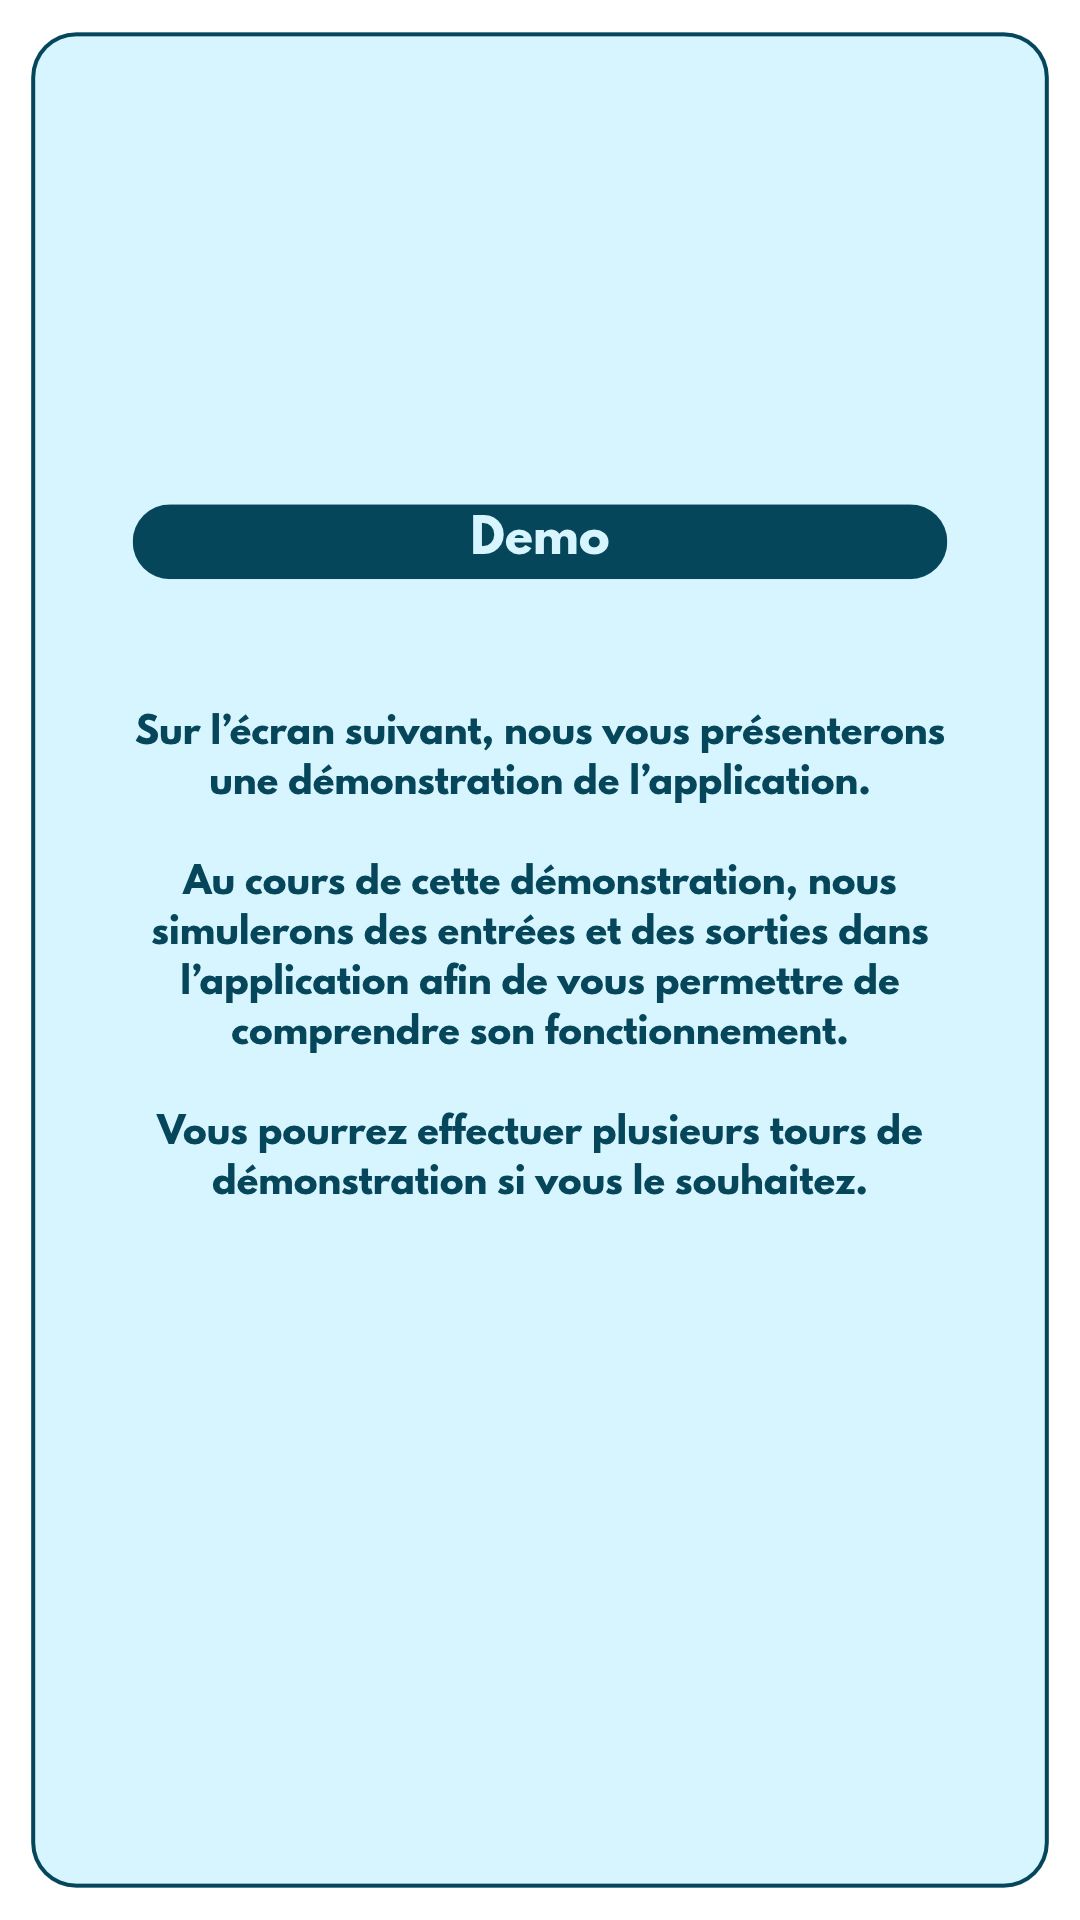 Demo
Sur l’écran suivant, nous vous présenterons
une démonstration de l’application.
Au cours de cette démonstration, nous
simulerons des entrées et des sorties dans
l’application afin de vous permettre de
comprendre son fonctionnement.
Vous pourrez effectuer plusieurs tours de
démonstration si vous le souhaitez.